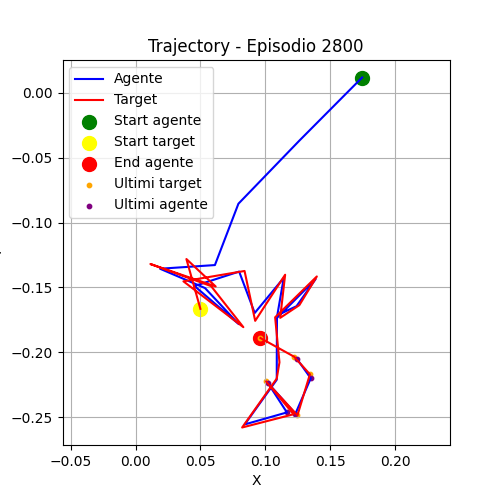 Trajectory - Episodio 2800
Agente
Target
Start agente
Start target
End agente
Ultimi target
Ultimi agente
0.00
−0.05
−0.10
−0.15
−0.20
−0.25
−0.05
0.00
0.05
0.10
0.15
0.20
X